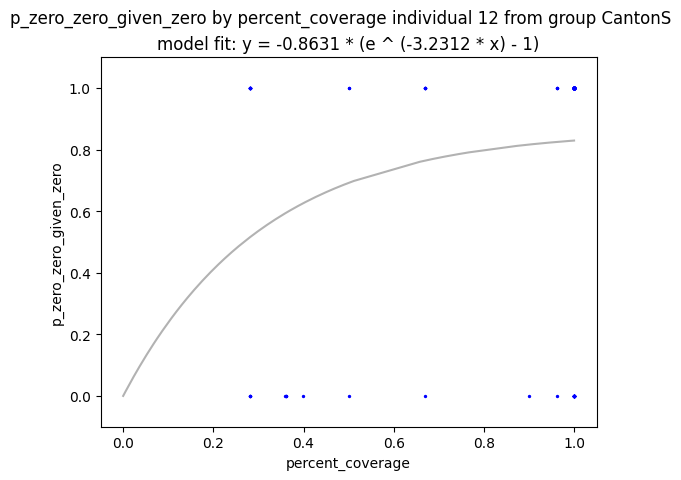 p_zero_zero_given_zero by percent_coverage individual 12 from group CantonS
model fit: y = -0.8631 * (e ^ (-3.2312 * x) - 1)
1.0
0.8
0.6
0.4
0.2
0.0
p_zero_zero_given_zero
0.0 0.2 0.4 0.6 0.8 1.0
percent_coverage